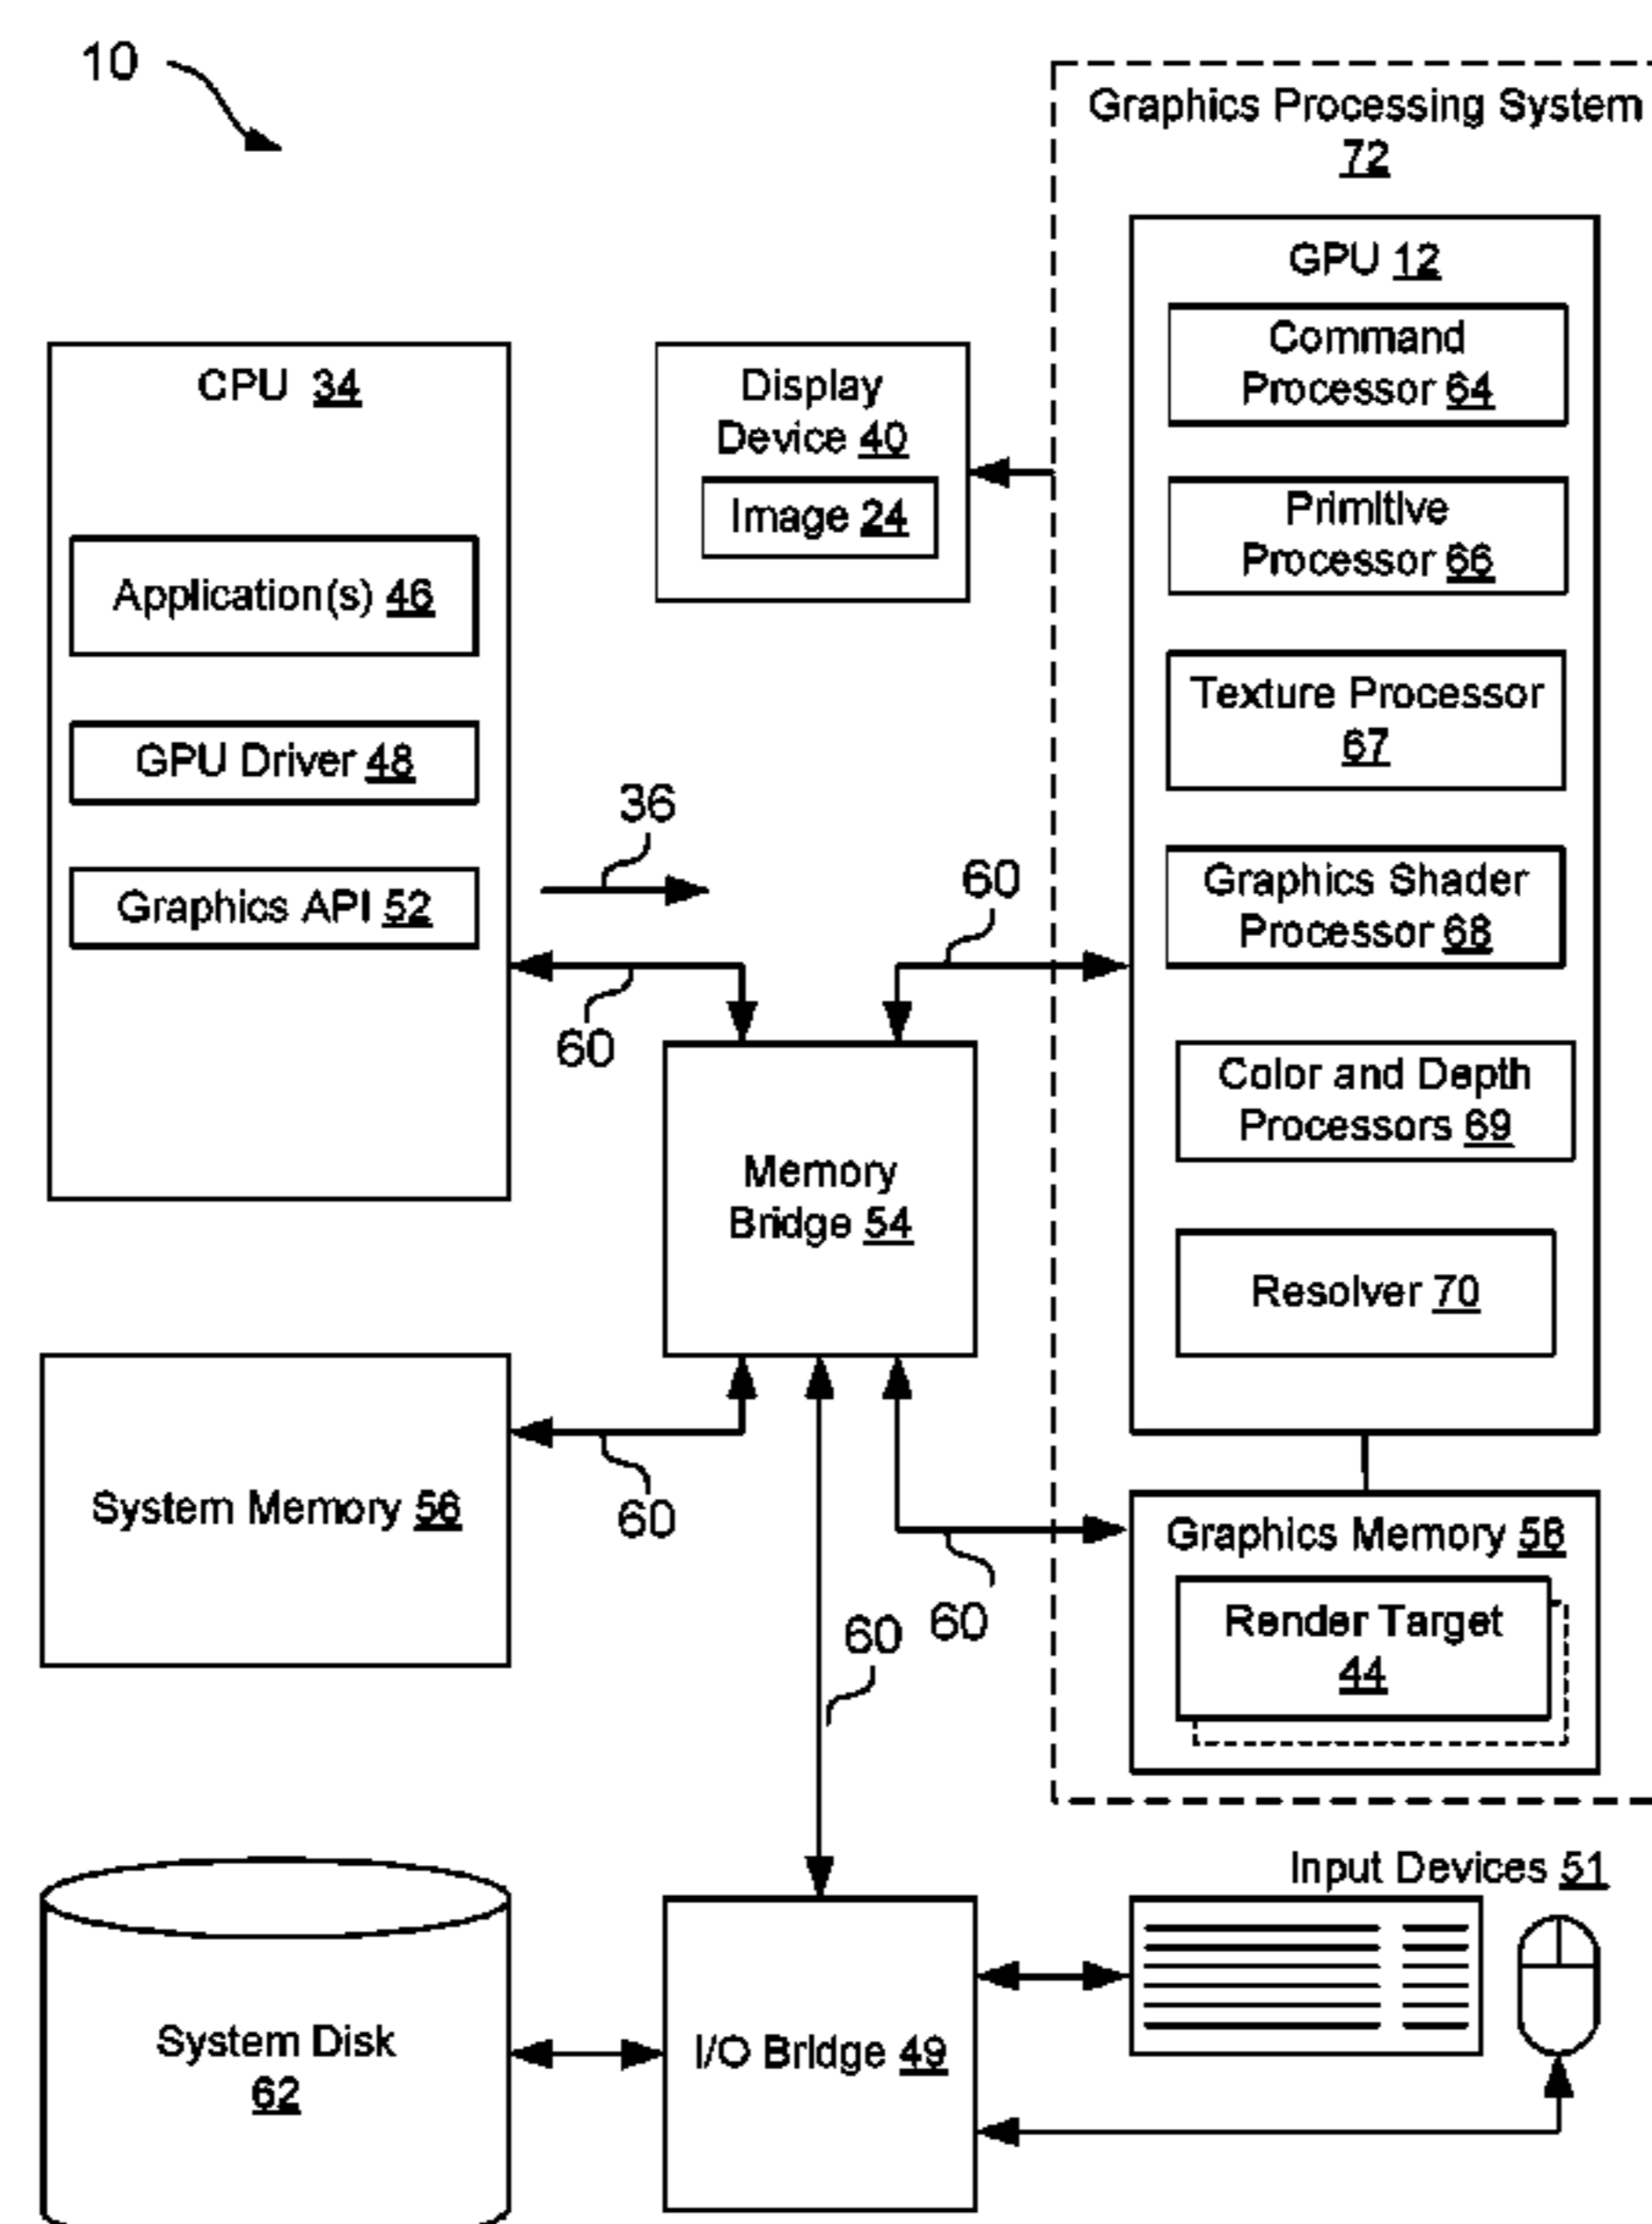 10
Graphics Processing System
72
GPU 12
Command
Processor 64
Primitive
Processor 66
Texture Processor
67
Graphics Shader
Processor 68
Color and Depth
Processors 69
Resolver 70
CPU 34
Application(s) 46
GPU Driver 48
Graphics API 52
Display
Device 40
Image 24
36
60
60
Memory
Bridge 54
System Memory 56
60
60
60
Graphics Memory 58
Render Target
44
Input Devices 51
System Disk
62
I/O Bridge 49